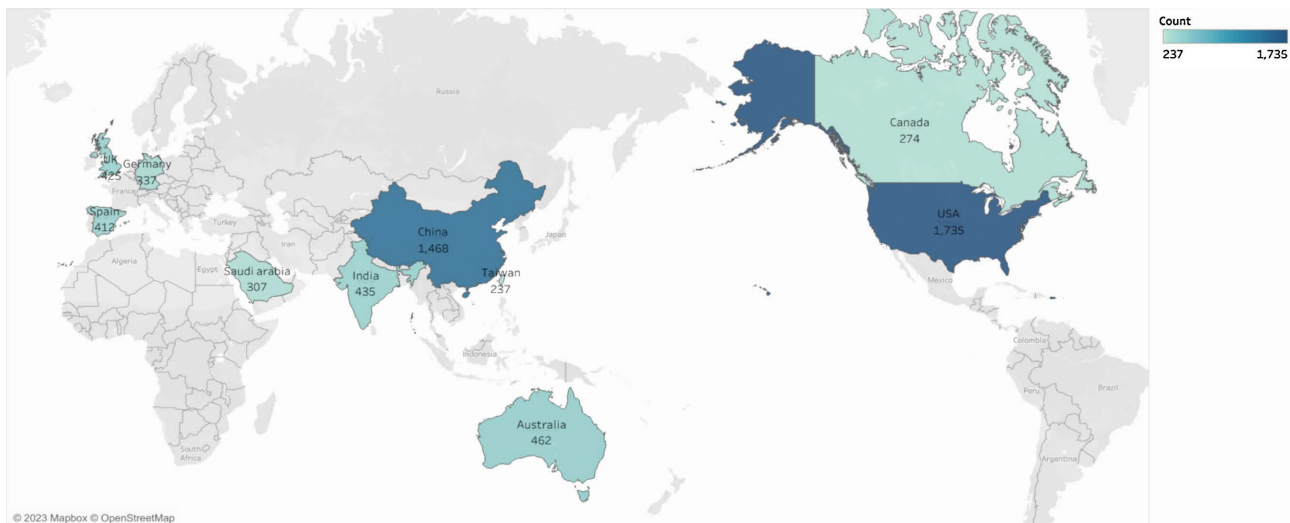 Count
237 1,735
Russia
Canada
274
UK
425
Germany
337
France
Spain
412
Turkey
China
1,468
Japan
USA
1,735
Algeria
Egypt
Iran
Saudi arabia
307
India
435
Taiwan
237
Mexico
Indonesia
Colombia
Peru
Brazil
Australia
462
South
Africa
Argentina
© 2023 Mapbox © OpenStreetMap